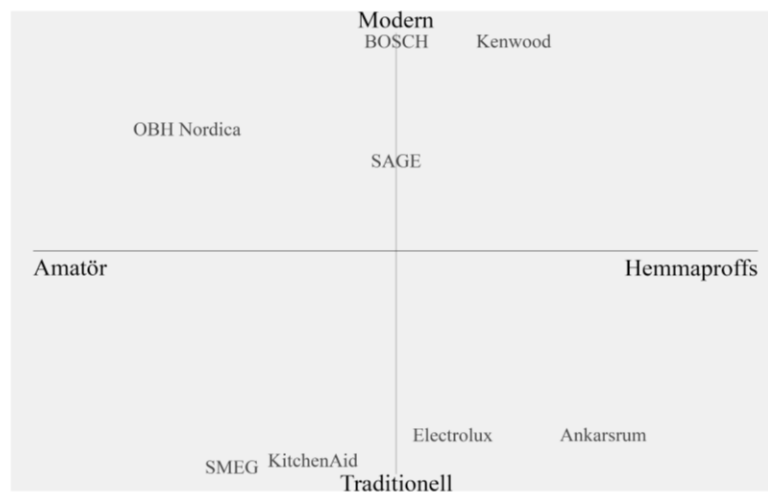 Modern
BOSCH
Kenwood
OBH Nordica
SAGE
Amatör
Hemmaproffs
Electrolux
Ankarsrum
KitchenAid
SMEG
Traditionell